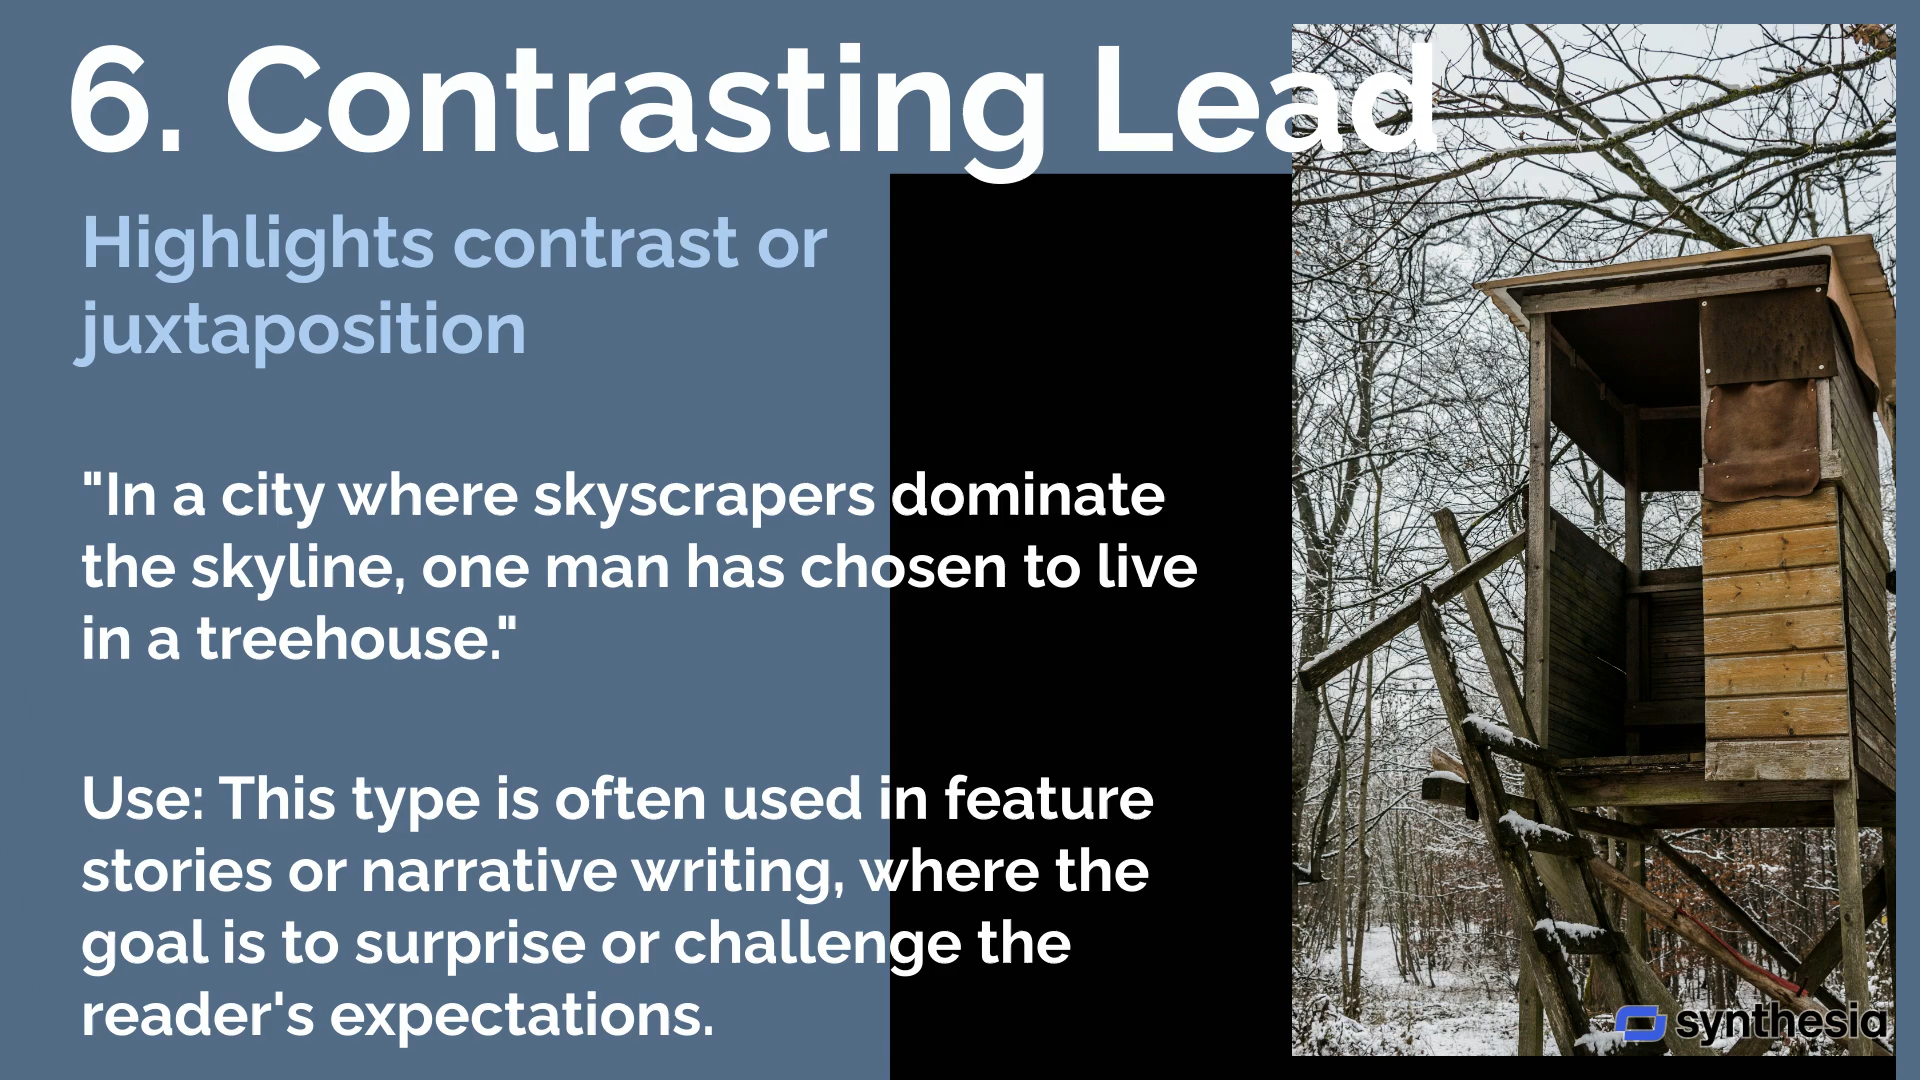 6. Contrasting Lead
Highlights contrast or
juxtaposition
"In a city where skyscrapers dominate
the skyline, one man has chosen to live
in a treehouse."
Use: This type is often used in feature
stories or narrative writing, where the
goal is to surprise or challenge the
reader's expectations.
synthesia